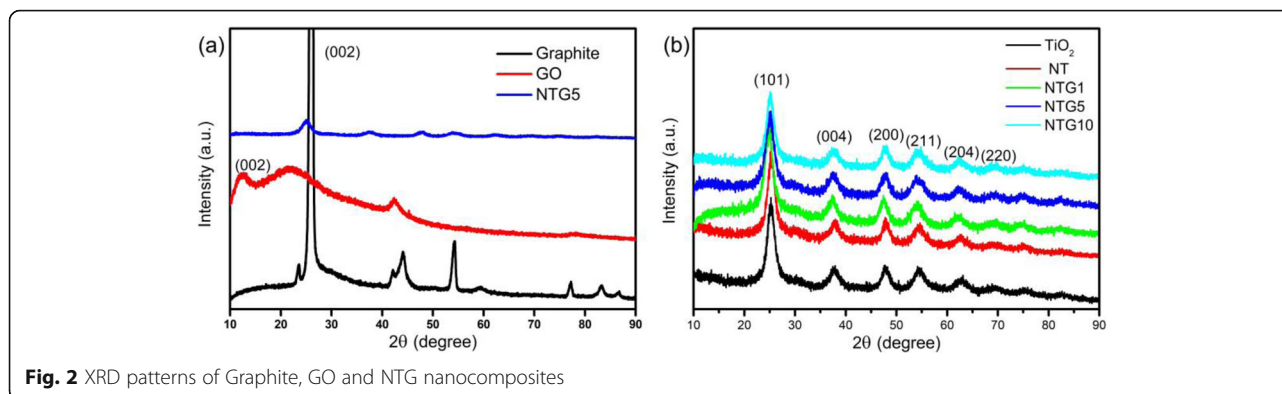 (a)
(002)
Graphite
GO
NTG5
(002)
Intensity (a.u.)
10 20 30 40 50 60 70 80 90
2θ (degree)
(b)
TiO₂
NT
NTG1
NTG5
NTG10
(101)
(004)
(200)
(211)
(204)
(220)
Intensity (a.u.)
10 20 30 40 50 60 70 80 90
2θ (degree)
Fig. 2 XRD patterns of Graphite, GO and NTG nanocomposites